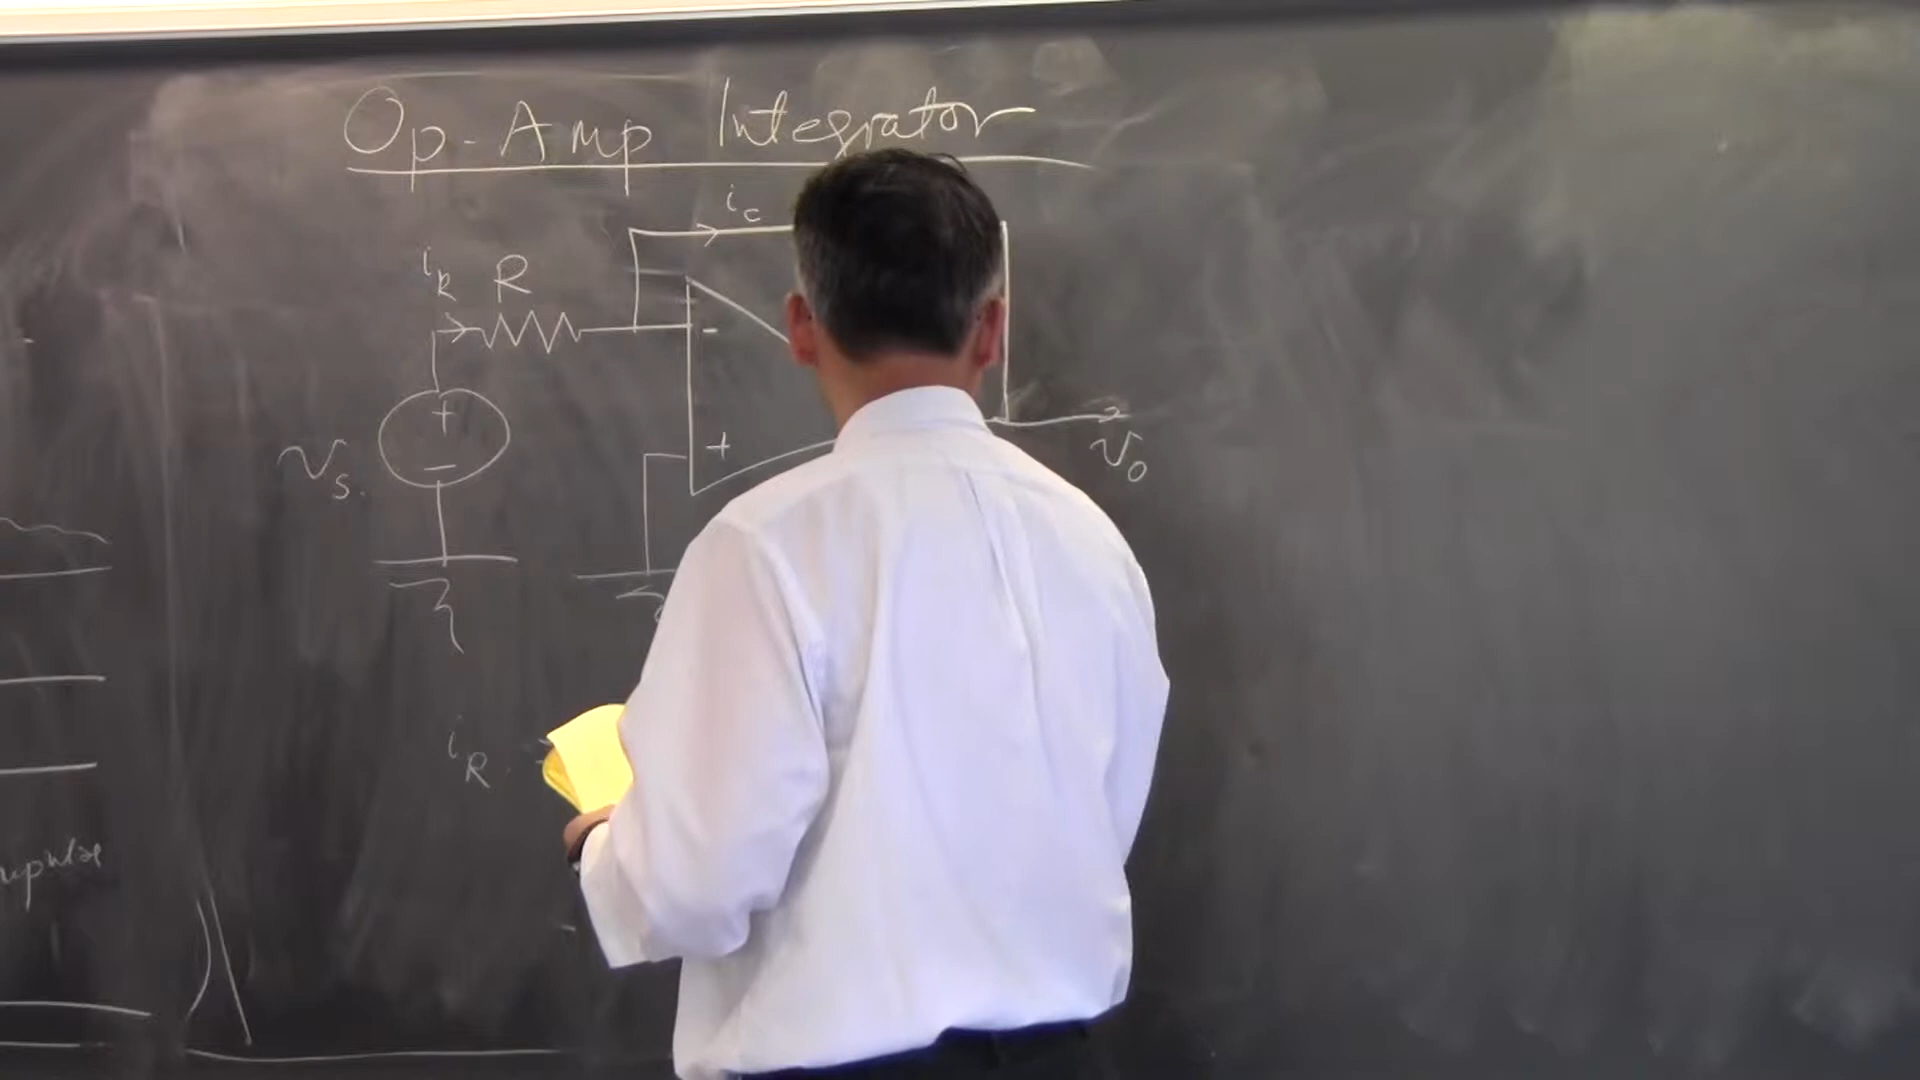 Op-Amp Integrator
i_c
i_R R
-
+
+
-
v_s.
v_o
i_R